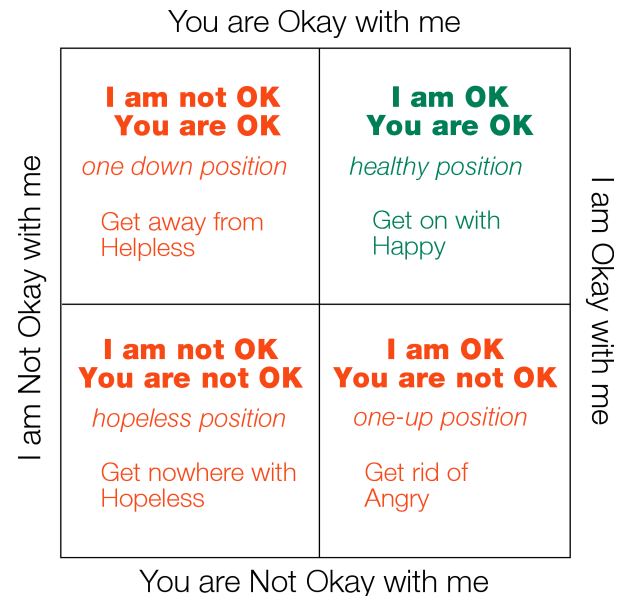 You are Okay with me
I am Not Okay with me
I am not OK
You are OK
one down position
Get away from
Helpless
I am OK
You are OK
healthy position
Get on with
Happy
I am not OK
You are not OK
hopeless position
Get nowhere with
Hopeless
I am OK
You are not OK
one-up position
Get rid of
Angry
I am Okay with me
You are Not Okay with me